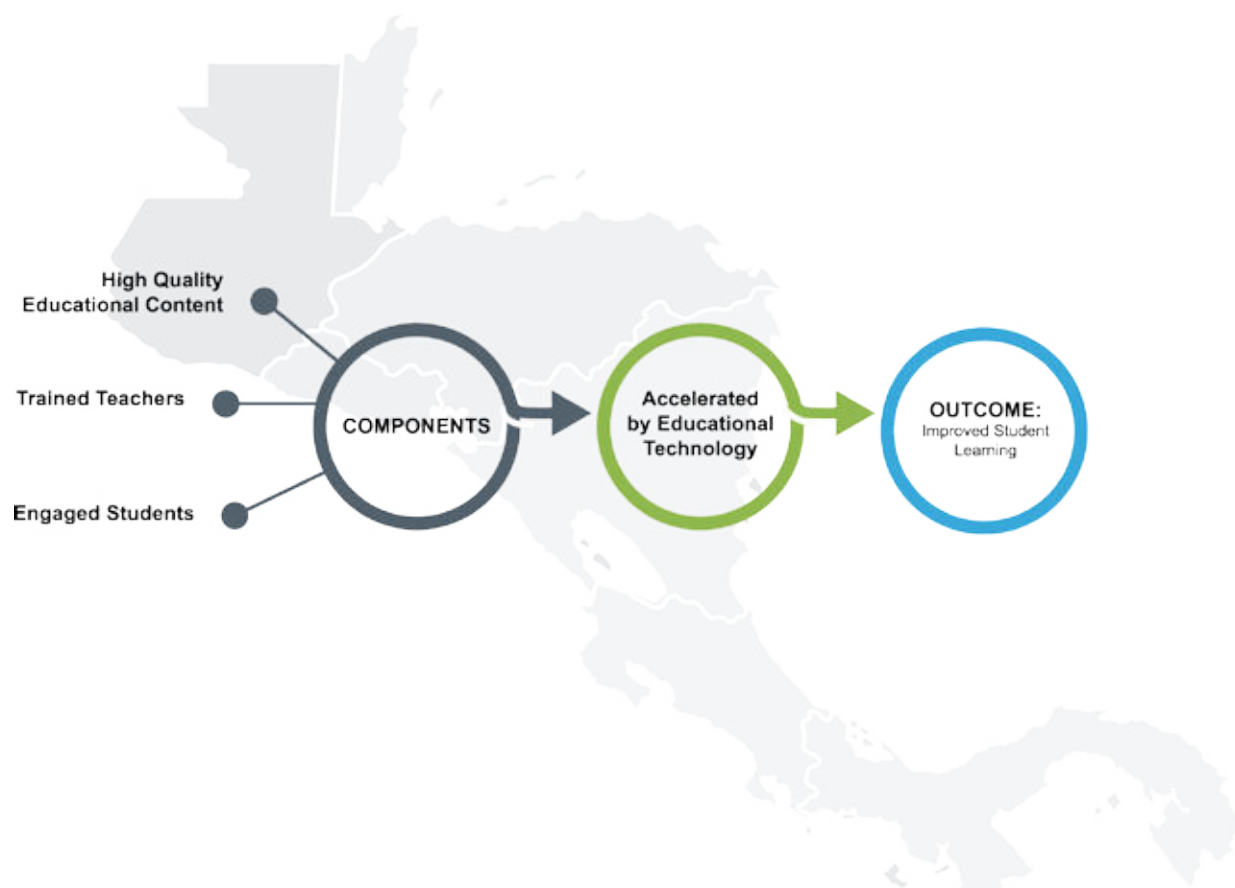 High Quality
Educational Content
Trained Teachers
Engaged Students
COMPONENTS
Accelerated
by Educational
Technology
OUTCOME:
Improved Student
Learning